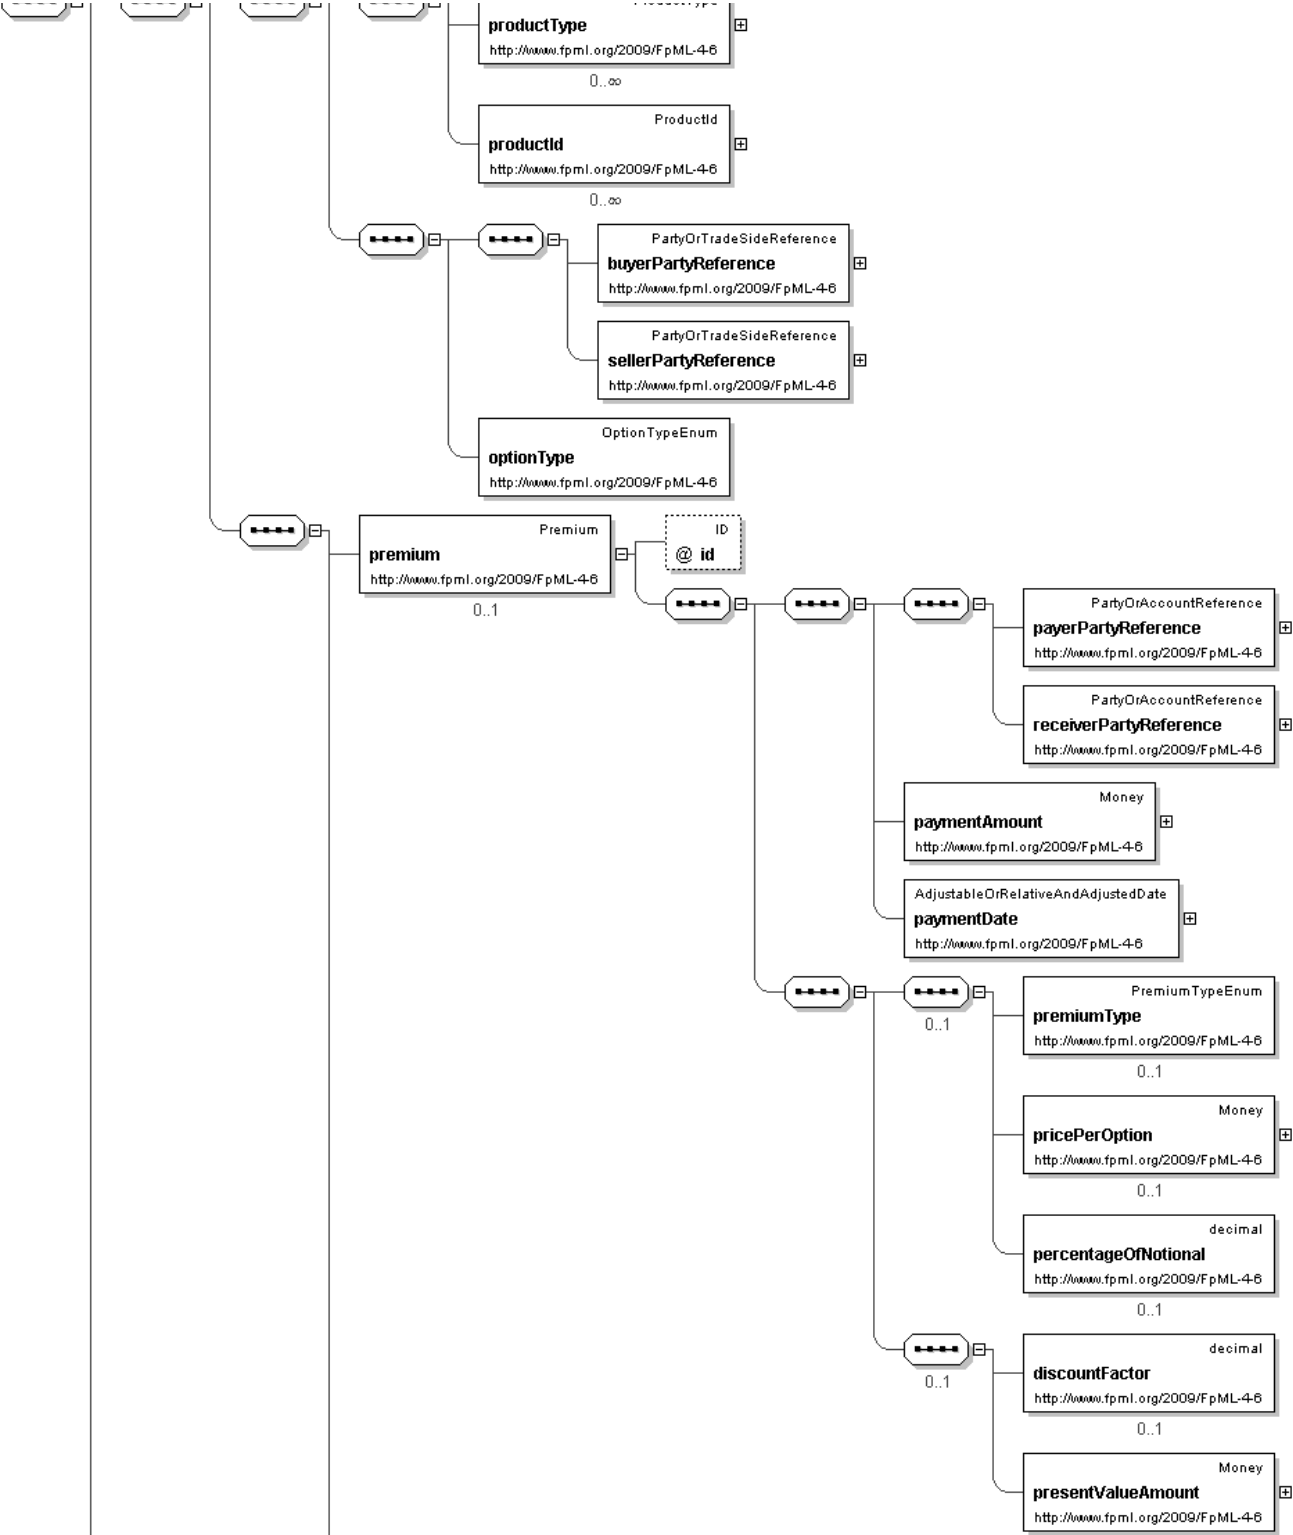 productType
http://www.fpml.org/2009/FpML-4-6
0..∞
ProductId
productId
http://www.fpml.org/2009/FpML-4-6
0..∞
PartyOrTradeSideReference
buyerPartyReference
http://www.fpml.org/2009/FpML-4-6
PartyOrTradeSideReference
sellerPartyReference
http://www.fpml.org/2009/FpML-4-6
OptionTypeEnum
optionType
http://www.fpml.org/2009/FpML-4-6
Premium
premium
http://www.fpml.org/2009/FpML-4-6
0..1
ID
@ id
PartyOrAccountReference
payerPartyReference
http://www.fpml.org/2009/FpML-4-6
PartyOrAccountReference
receiverPartyReference
http://www.fpml.org/2009/FpML-4-6
Money
paymentAmount
http://www.fpml.org/2009/FpML-4-6
AdjustableOrRelativeAndAdjustedDate
paymentDate
http://www.fpml.org/2009/FpML-4-6
0..1
PremiumTypeEnum
premiumType
http://www.fpml.org/2009/FpML-4-6
0..1
Money
pricePerOption
http://www.fpml.org/2009/FpML-4-6
0..1
decimal
percentageOfNotional
http://www.fpml.org/2009/FpML-4-6
0..1
0..1
decimal
discountFactor
http://www.fpml.org/2009/FpML-4-6
0..1
Money
presentValueAmount
http://www.fpml.org/2009/FpML-4-6